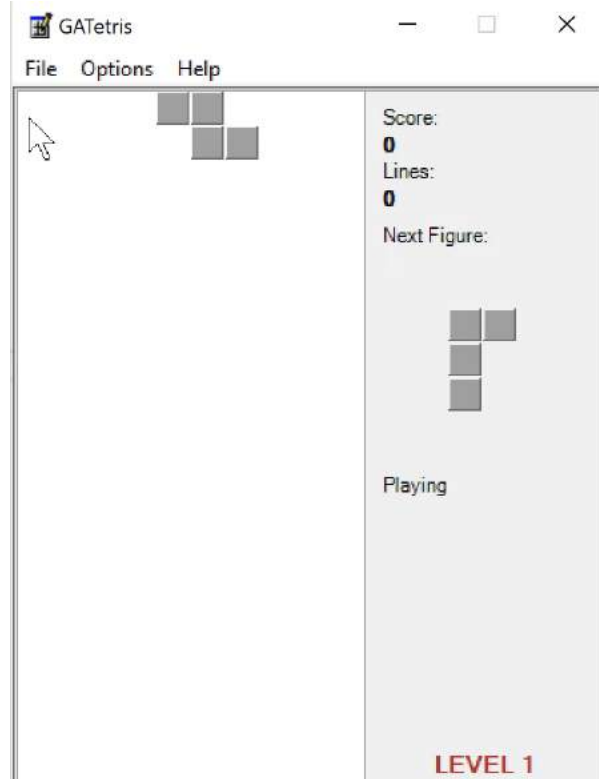 GATetris
File Options Help
Score:
0
Lines:
0
Next Figure:
Playing
LEVEL 1